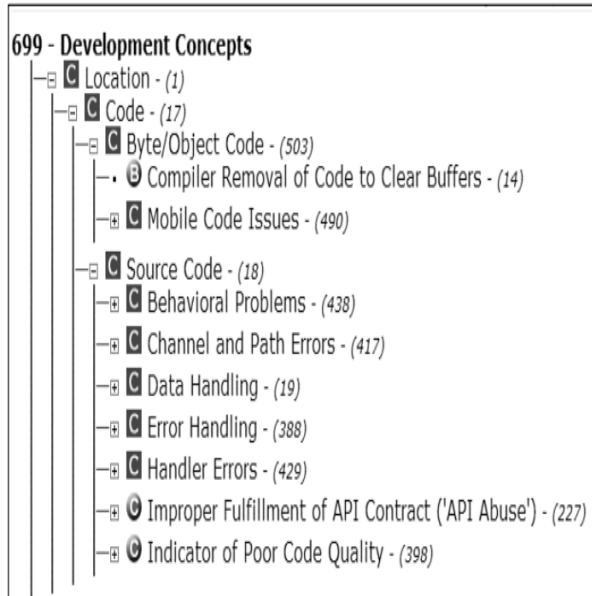 699 - Development Concepts
C Location - (1)
C Code - (17)
C Byte/Object Code - (503)
B Compiler Removal of Code to Clear Buffers - (14)
C Mobile Code Issues - (490)
C Source Code - (18)
C Behavioral Problems - (438)
C Channel and Path Errors - (417)
C Data Handling - (19)
C Error Handling - (388)
C Handler Errors - (429)
C Improper Fulfillment of API Contract ('API Abuse') - (227)
C Indicator of Poor Code Quality - (398)